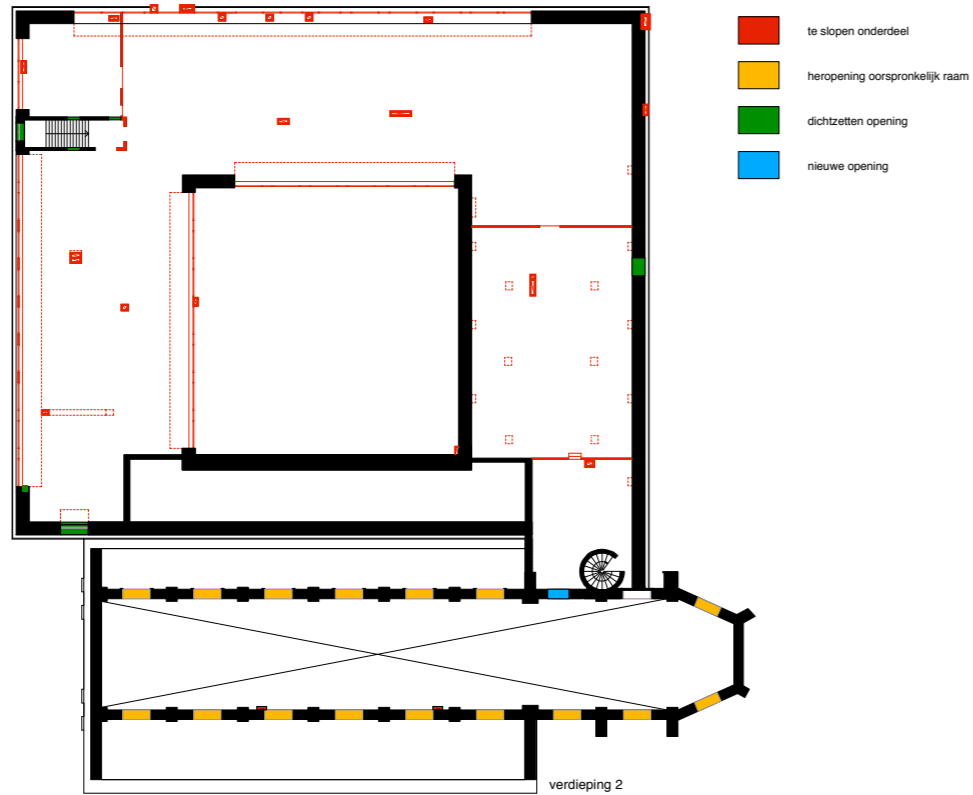 te slopen onderdeel
heropening oorspronkelijk raam
dichtzetten opening
nieuwe opening
verdieping 2